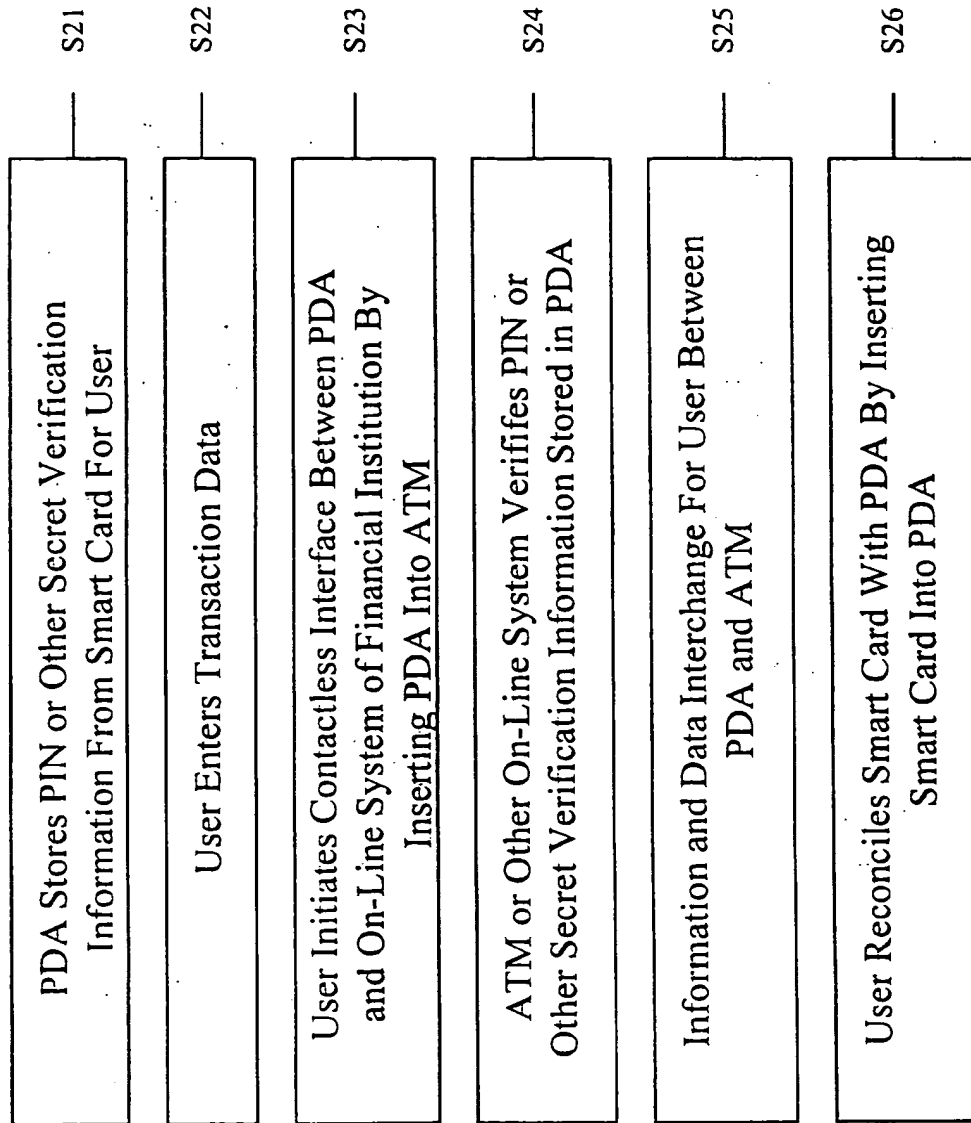 PDA Stores PIN or Other Secret Verification
Information From Smart Card For User
S21
User Enters Transaction Data
S22
User Initiates Contactless Interface Between PDA
and On-Line System of Financial Institution By
Inserting PDA Into ATM
S23
ATM or Other On-Line System Verififes PIN or
Other Secret Verification Information Stored in PDA
S24
Information and Data Interchange For User Between
PDA and ATM
S25
User Reconciles Smart Card With PDA By Inserting
Smart Card Into PDA
S26